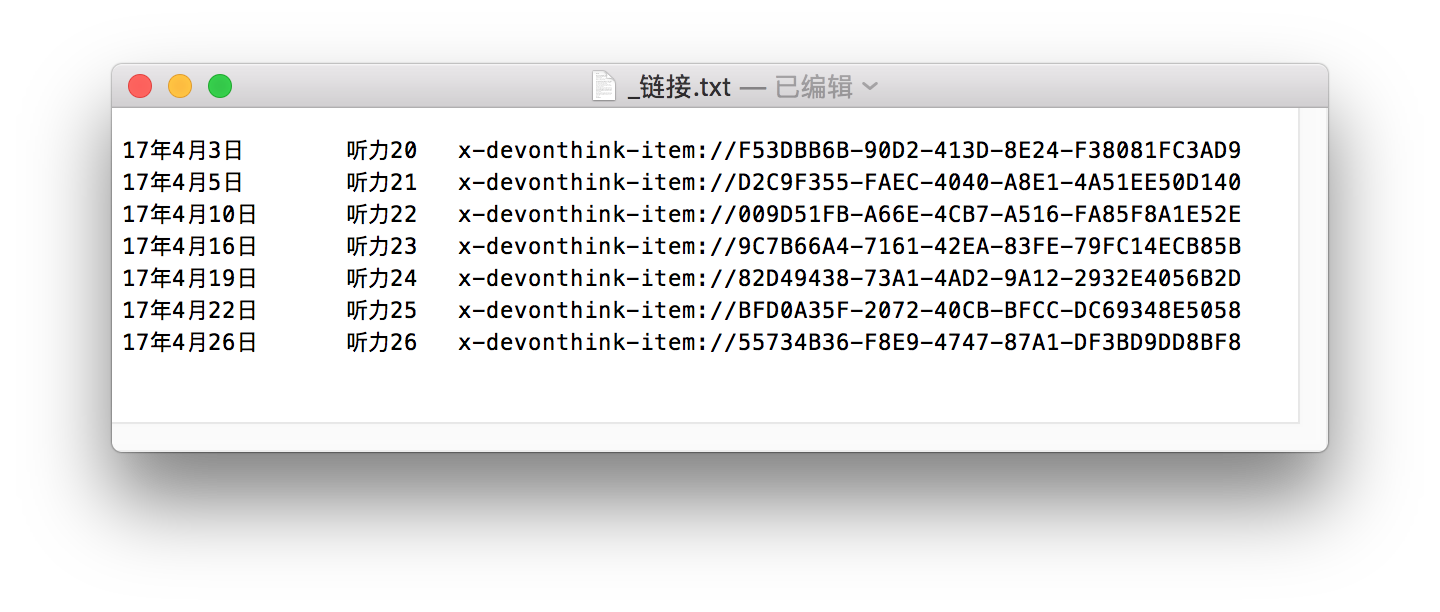 _链接.txt — 已编辑
17年4月3日 听力20 x-devonthink-item://F53DBB6B-90D2-413D-8E24-F38081FC3AD9
17年4月5日 听力21 x-devonthink-item://D2C9F355-FAEC-4040-A8E1-4A51EE50D140
17年4月10日 听力22 x-devonthink-item://009D51FB-A66E-4CB7-A516-FA85F8A1E52E
17年4月16日 听力23 x-devonthink-item://9C7B66A4-7161-42EA-83FE-79FC14ECB85B
17年4月19日 听力24 x-devonthink-item://82D49438-73A1-4AD2-9A12-2932E4056B2D
17年4月22日 听力25 x-devonthink-item://BFD0A35F-2072-40CB-BFCC-DC69348E5058
17年4月26日 听力26 x-devonthink-item://55734B36-F8E9-4747-87A1-DF3BD9DD8BF8